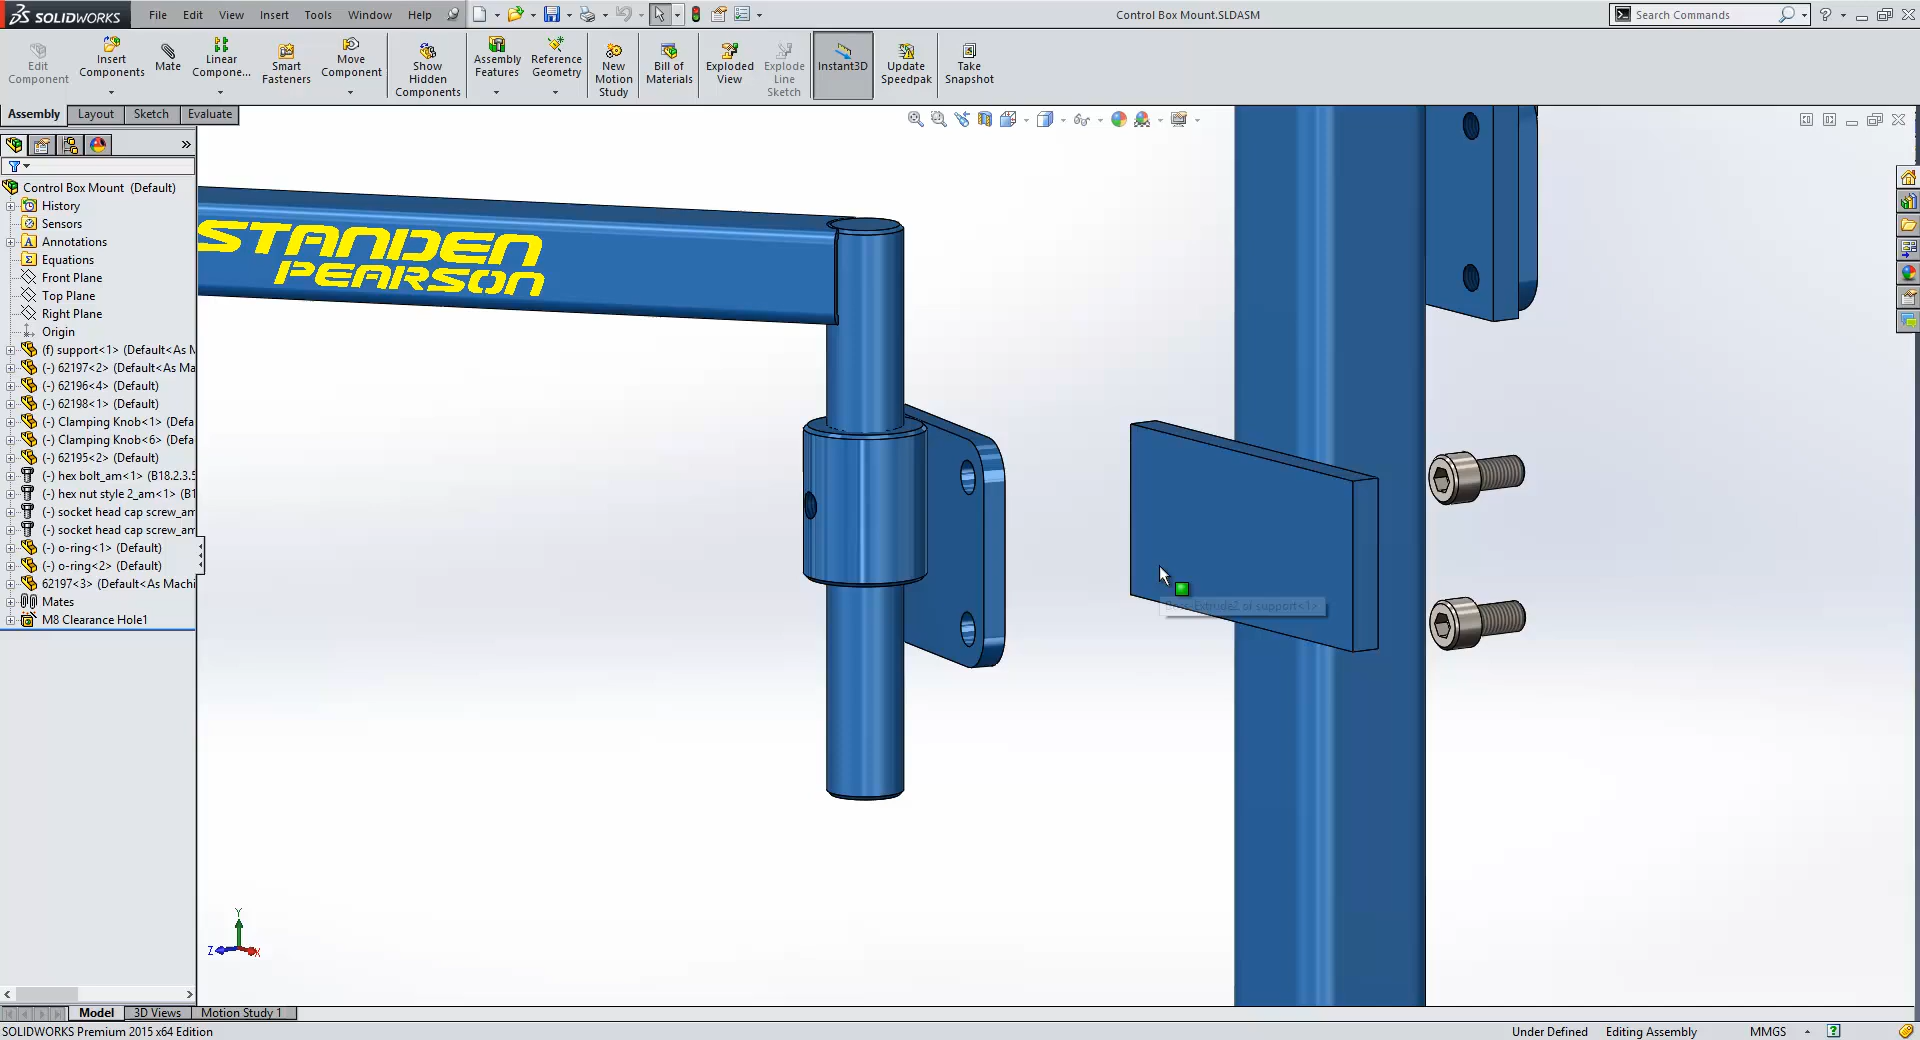 SOLIDWORKS File Edit View Insert Tools Window Help Control Box Mount.SLDASM Search Commands
Edit Component
Insert Components
Mate
Linear Compone...
Smart Fasteners
Move Component
Show Hidden Components
Assembly Features
Reference Geometry
New Motion Study
Bill of Materials
Exploded View
Explode Line Sketch
Instant3D
Update Speedpak
Take Snapshot
Assembly Layout Sketch Evaluate
Control Box Mount (Default)
History
Sensors
Annotations
Equations
Front Plane
Top Plane
Right Plane
Origin
(f) support<1> (Default<As M
(-) 62197<2> (Default<As Ma
(-) 62196<4> (Default)
(-) 62198<1> (Default)
(-) Clamping Knob<1> (Defa
(-) Clamping Knob<6> (Defa
(-) 62195<2> (Default)
(-) hex bolt_am<1> (B18.2.3.5
(-) hex nut style 2_am<1> (B1
(-) socket head cap screw_am
(-) socket head cap screw_am
(-) o-ring<1> (Default)
(-) o-ring<2> (Default)
62197<3> (Default<As Machi
Mates
M8 Clearance Hole1
STANDEN
PEARSON
Boss-Extrude2 of support<1>
Y
Z X
Model 3D Views Motion Study 1
SOLIDWORKS Premium 2015 x64 Edition Under Defined Editing Assembly MMGS